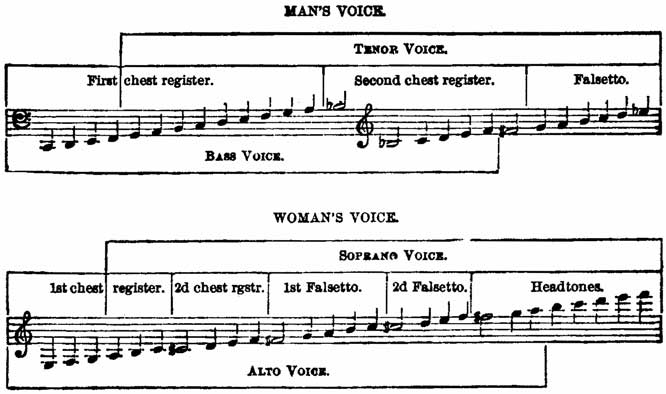 MAN'S VOICE.
TENOR VOICE.
First chest register. Second chest register. Falsetto.
BASS VOICE.
WOMAN'S VOICE.
SOPRANO VOICE.
1st chest register. 2d chest rgstr. 1st Falsetto. 2d Falsetto. Headtones.
ALTO VOICE.